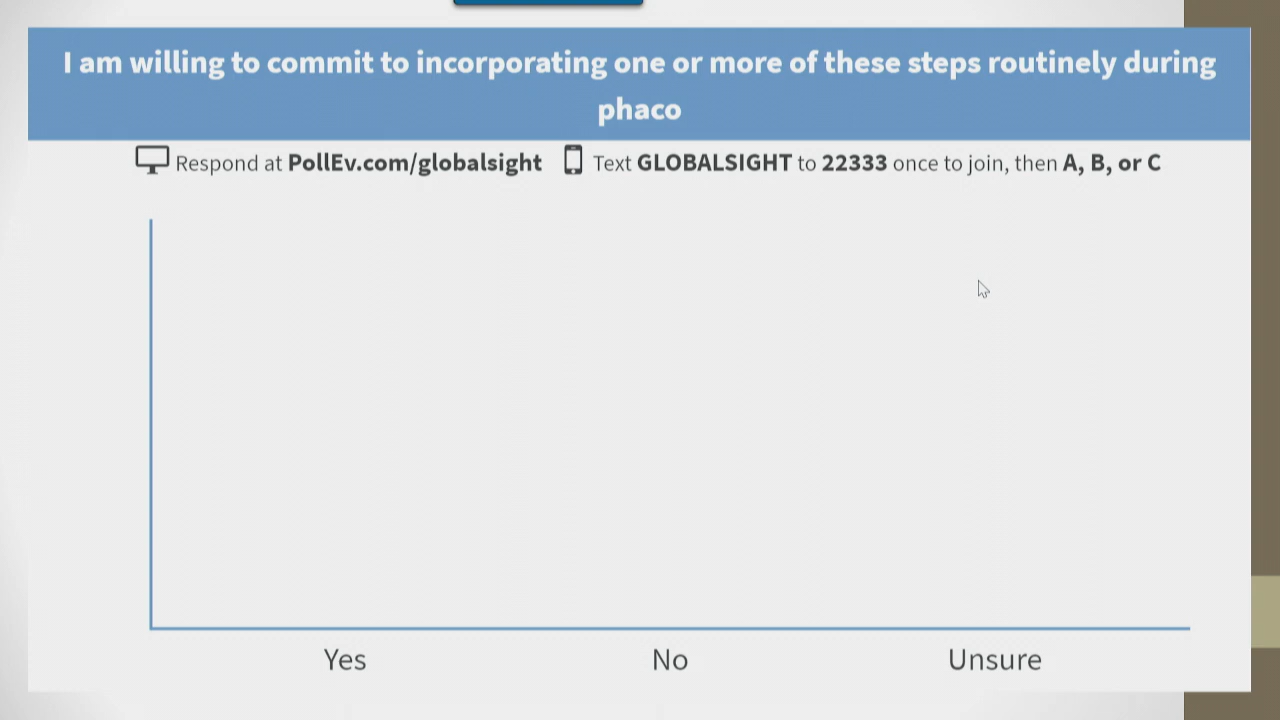 I am willing to commit to incorporating one or more of these steps routinely during
phaco
Respond at PollEv.com/globalsight Text GLOBALSIGHT to 22333 once to join, then A, B, or C
Yes No Unsure